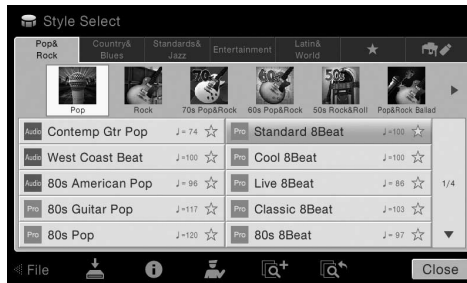 Style Select
Pop& Rock
Country& Blues
Standards& Jazz
Entertainment
Latin& World
Pop
Rock
70s
70s Pop&Rock
60s
60s Pop&Rock
50s
50s Rock&Roll
Pop&Rock Ballad
Audio Contemp Gtr Pop ♩= 74
Pro Standard 8Beat ♩=100
Audio West Coast Beat ♩=100
Pro Cool 8Beat ♩=100
Audio 80s American Pop ♩= 96
Pro Live 8Beat ♩= 86
1/4
Pro 80s Guitar Pop ♩=117
Pro Classic 8Beat ♩=103
Pro 80s Pop ♩=120
Pro 80s 8Beat ♩= 97
File
Close